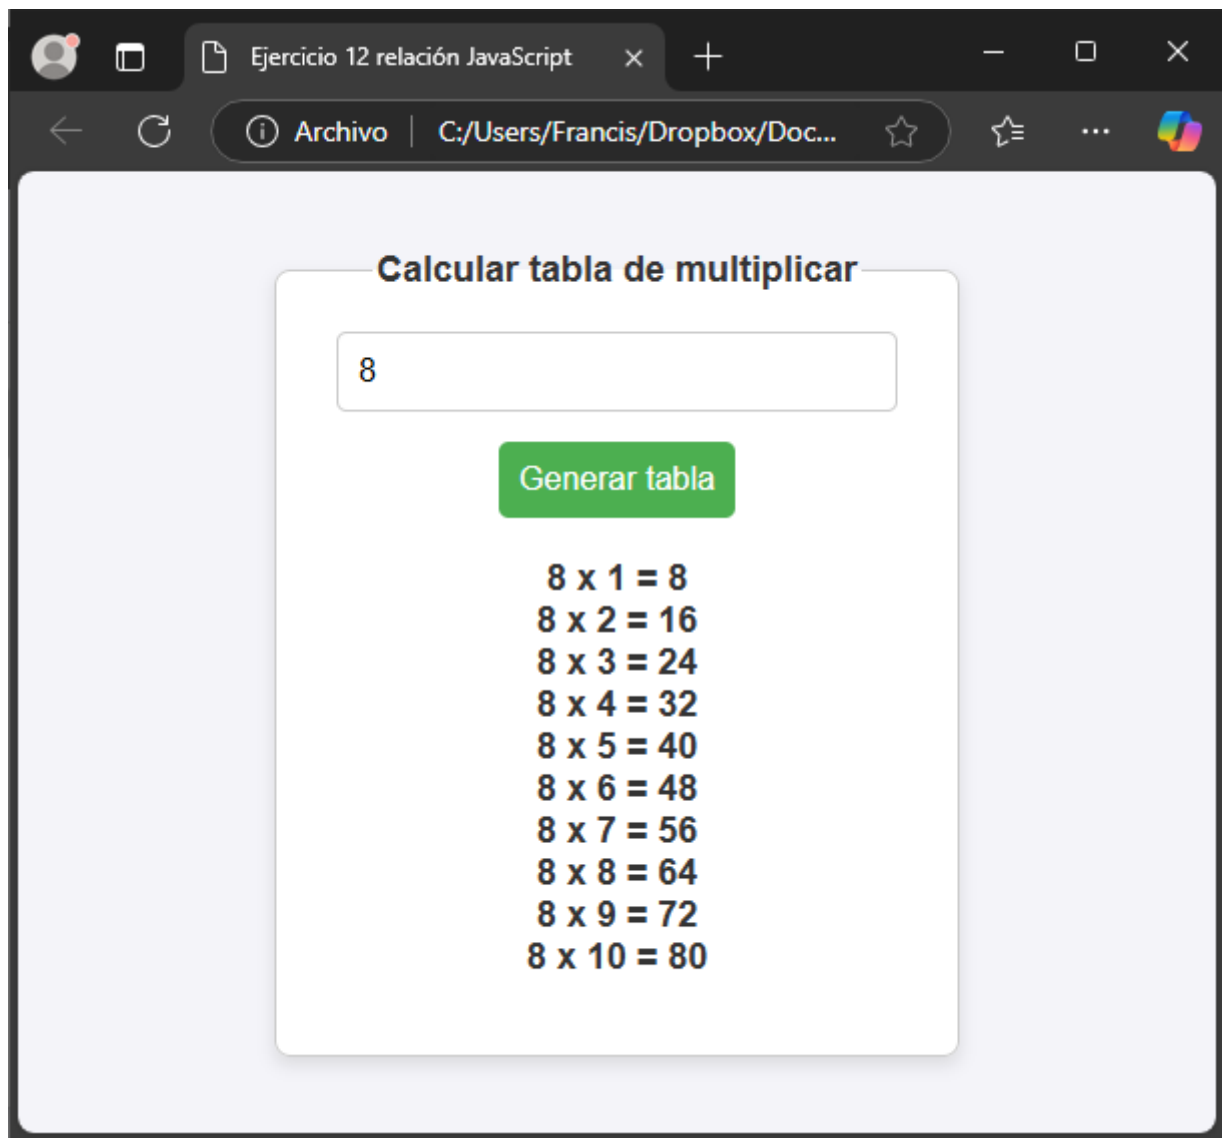 Ejercicio 12 relación JavaScript
Archivo C:/Users/Francis/Dropbox/Doc...
Calcular tabla de multiplicar
8
Generar tabla
8 x 1 = 8
8 x 2 = 16
8 x 3 = 24
8 x 4 = 32
8 x 5 = 40
8 x 6 = 48
8 x 7 = 56
8 x 8 = 64
8 x 9 = 72
8 x 10 = 80